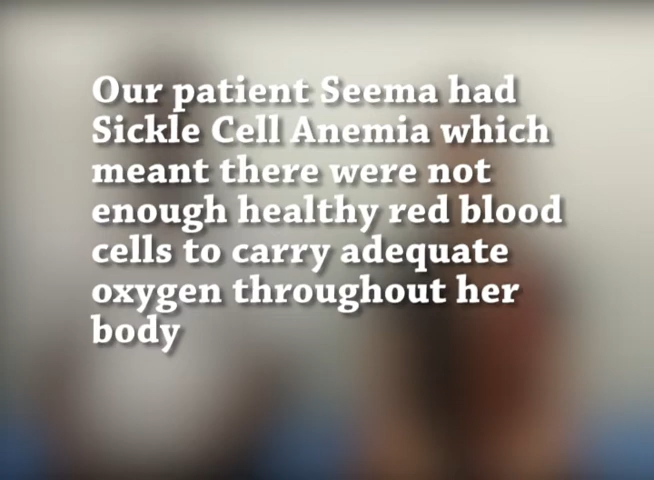 Our patient Seema had
Sickle Cell Anemia which
meant there were not
enough healthy red blood
cells to carry adequate
oxygen throughout her
body